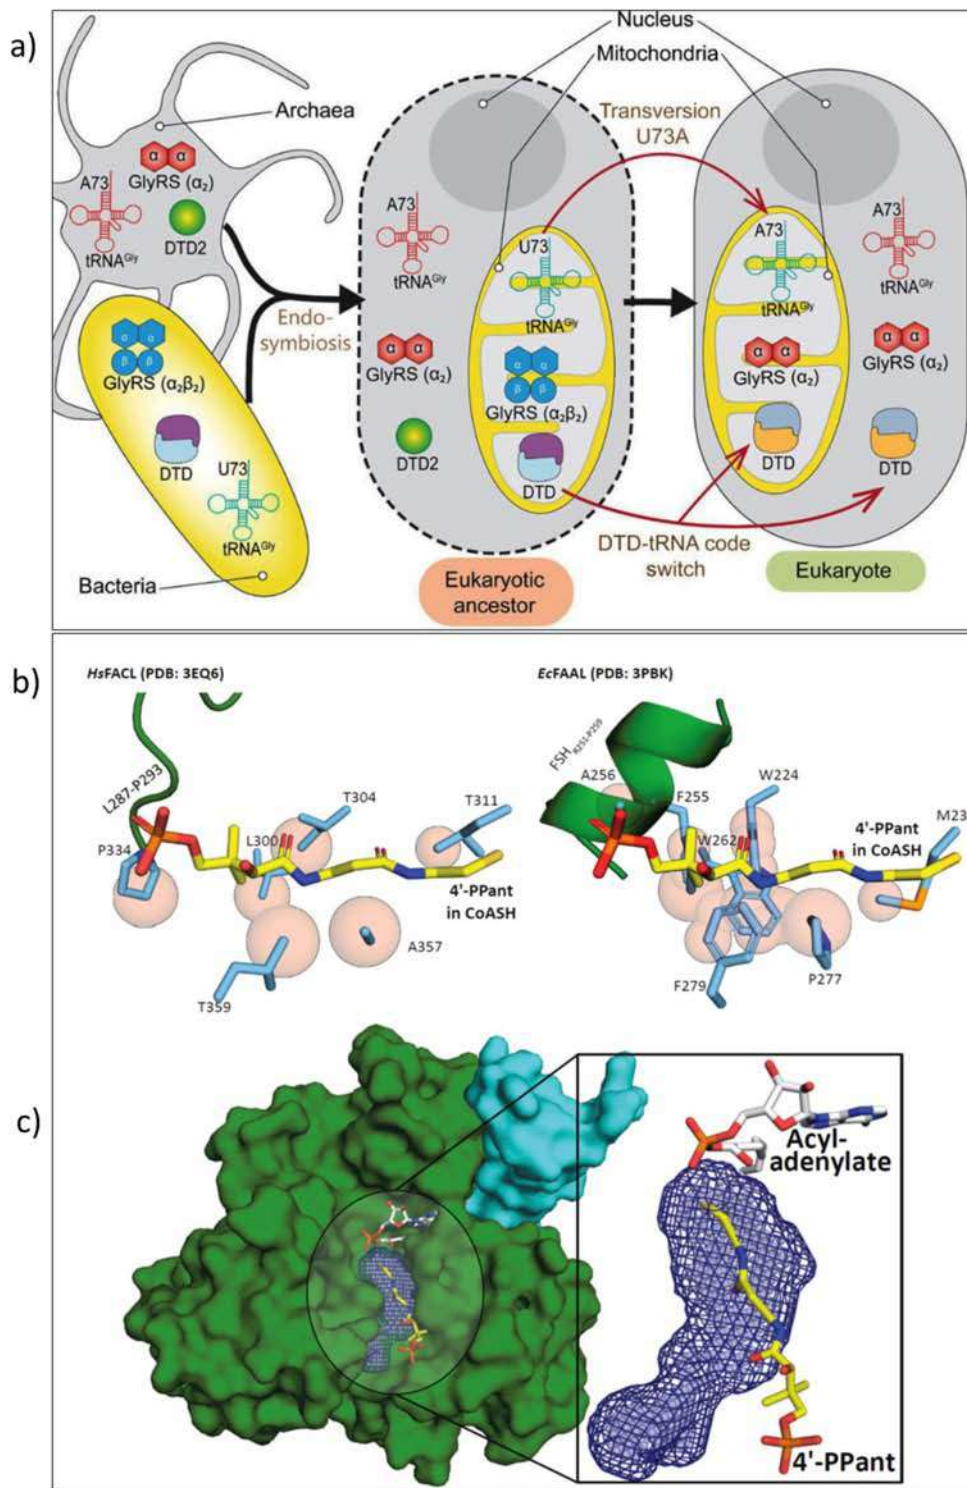 a)
Nucleus
Mitochondria
Archaea
Transversion
U73A
GlyRS (α₂)
A73
tRNAGly
DTD2
A73
tRNAGly
U73
tRNAGly
A73
tRNAGly
A73
tRNAGly
Endo-
symbiosis
α α
GlyRS (α₂)
α α
β β
GlyRS (α₂β₂)
α α
GlyRS (α₂)
α α
GlyRS (α₂)
α α
β β
GlyRS (α₂β₂)
α α
DTD
U73
tRNAGly
DTD2
DTD
DTD
DTD
Bacteria
DTD-tRNA code
switch
Eukaryotic
ancestor
Eukaryote
b)
HsFACL (PDB: 3EQ6)
EcFAAL (PDB: 3PBK)
L287-P293
P334
L300
T304
T311
4'-PPant
in CoASH
A357
T359
FSHR251-P259
A256
F255
W224
W262
M23
4'-PPant
in CoASH
F279
P277
c)
Acyl-
adenylate
4'-PPant